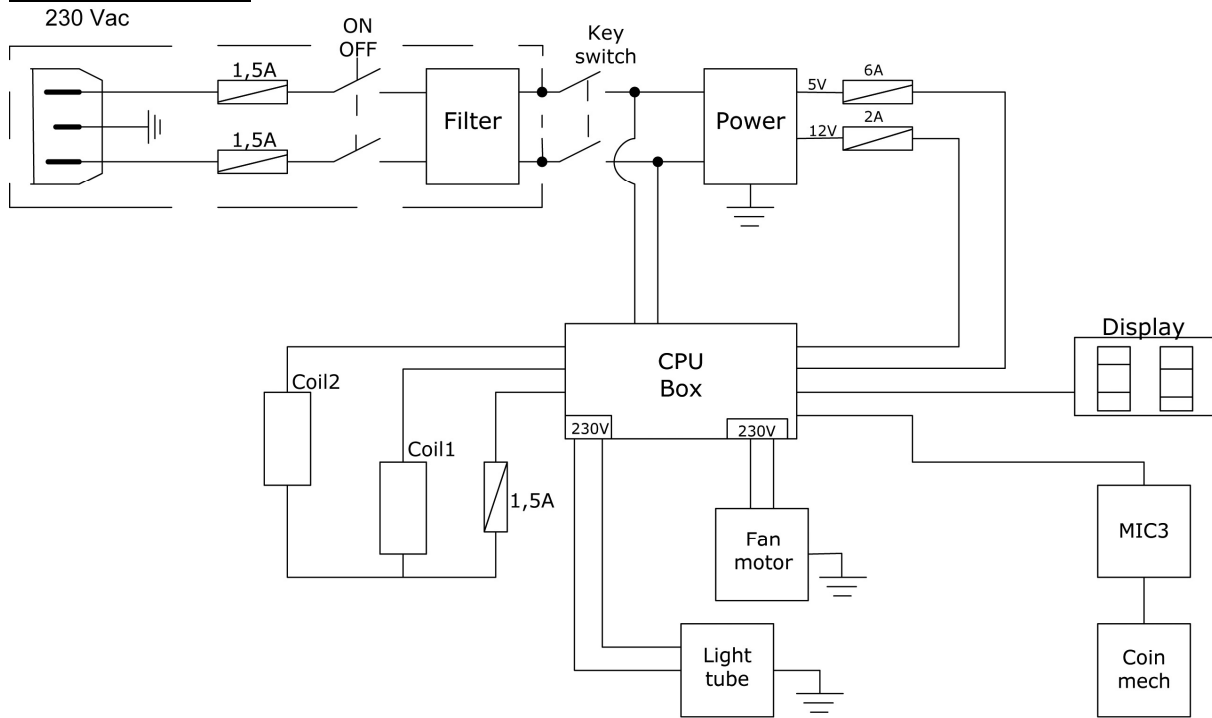 230 Vac
ON
OFF
Key
switch
1,5A
1,5A
Filter
Power
5V
6A
12V
2A
Display
CPU
Box
Coil2
Coil1
1,5A
230V
230V
Fan
motor
MIC3
Light
tube
Coin
mech